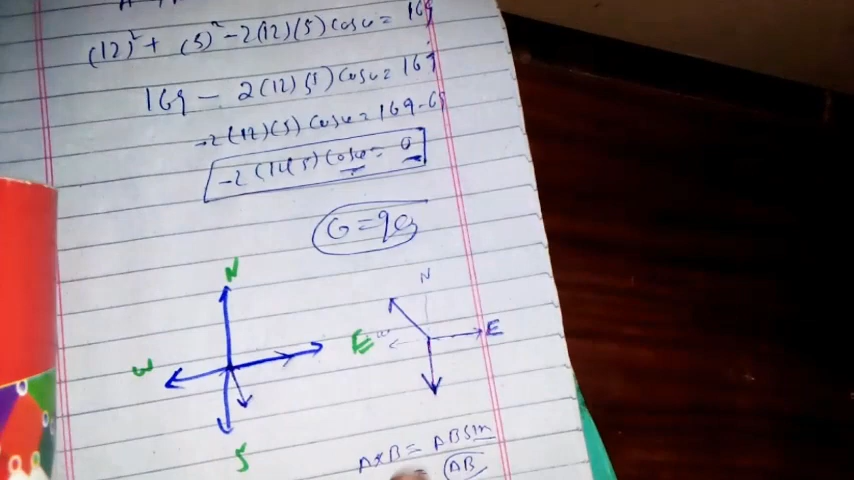 (12)² + (5)² - 2(12)(5) cosθ = 169
169 - 2(12)(5) cosθ = 169
-2(12)(5) cosθ = 169-169
-2(12)(5) cosθ = 0
θ = 90
N
N
W
E
E
S
A×B = AB sin
= AB